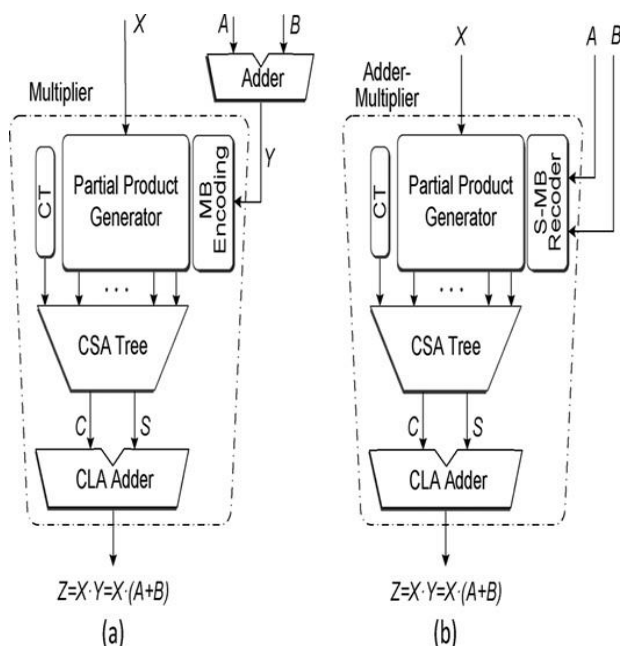 X
A
B
Adder
Multiplier
Y
CT
Partial Product
Generator
MB
Encoding
. . .
CSA Tree
C
S
CLA Adder
Z=X·Y=X·(A+B)
(a)
X
A
B
Adder-
Multiplier
CT
Partial Product
Generator
S-MB
Recoder
. . .
CSA Tree
C
S
CLA Adder
Z=X·Y=X·(A+B)
(b)